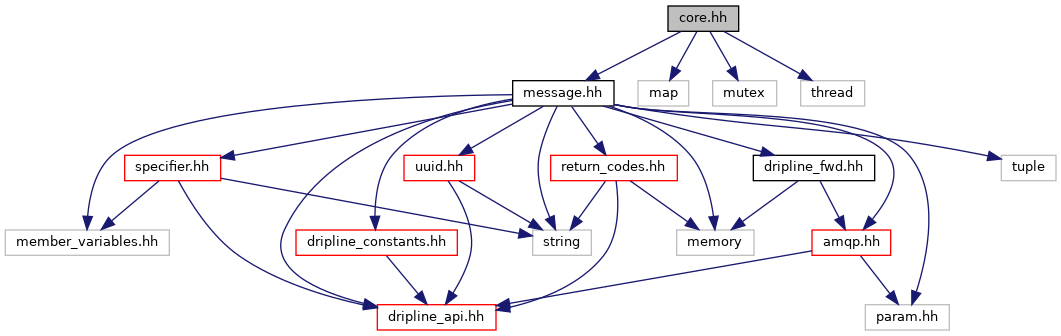 core.hh
message.hh
map
mutex
thread
specifier.hh
uuid.hh
return_codes.hh
dripline_fwd.hh
tuple
member_variables.hh
dripline_constants.hh
string
memory
amqp.hh
dripline_api.hh
param.hh